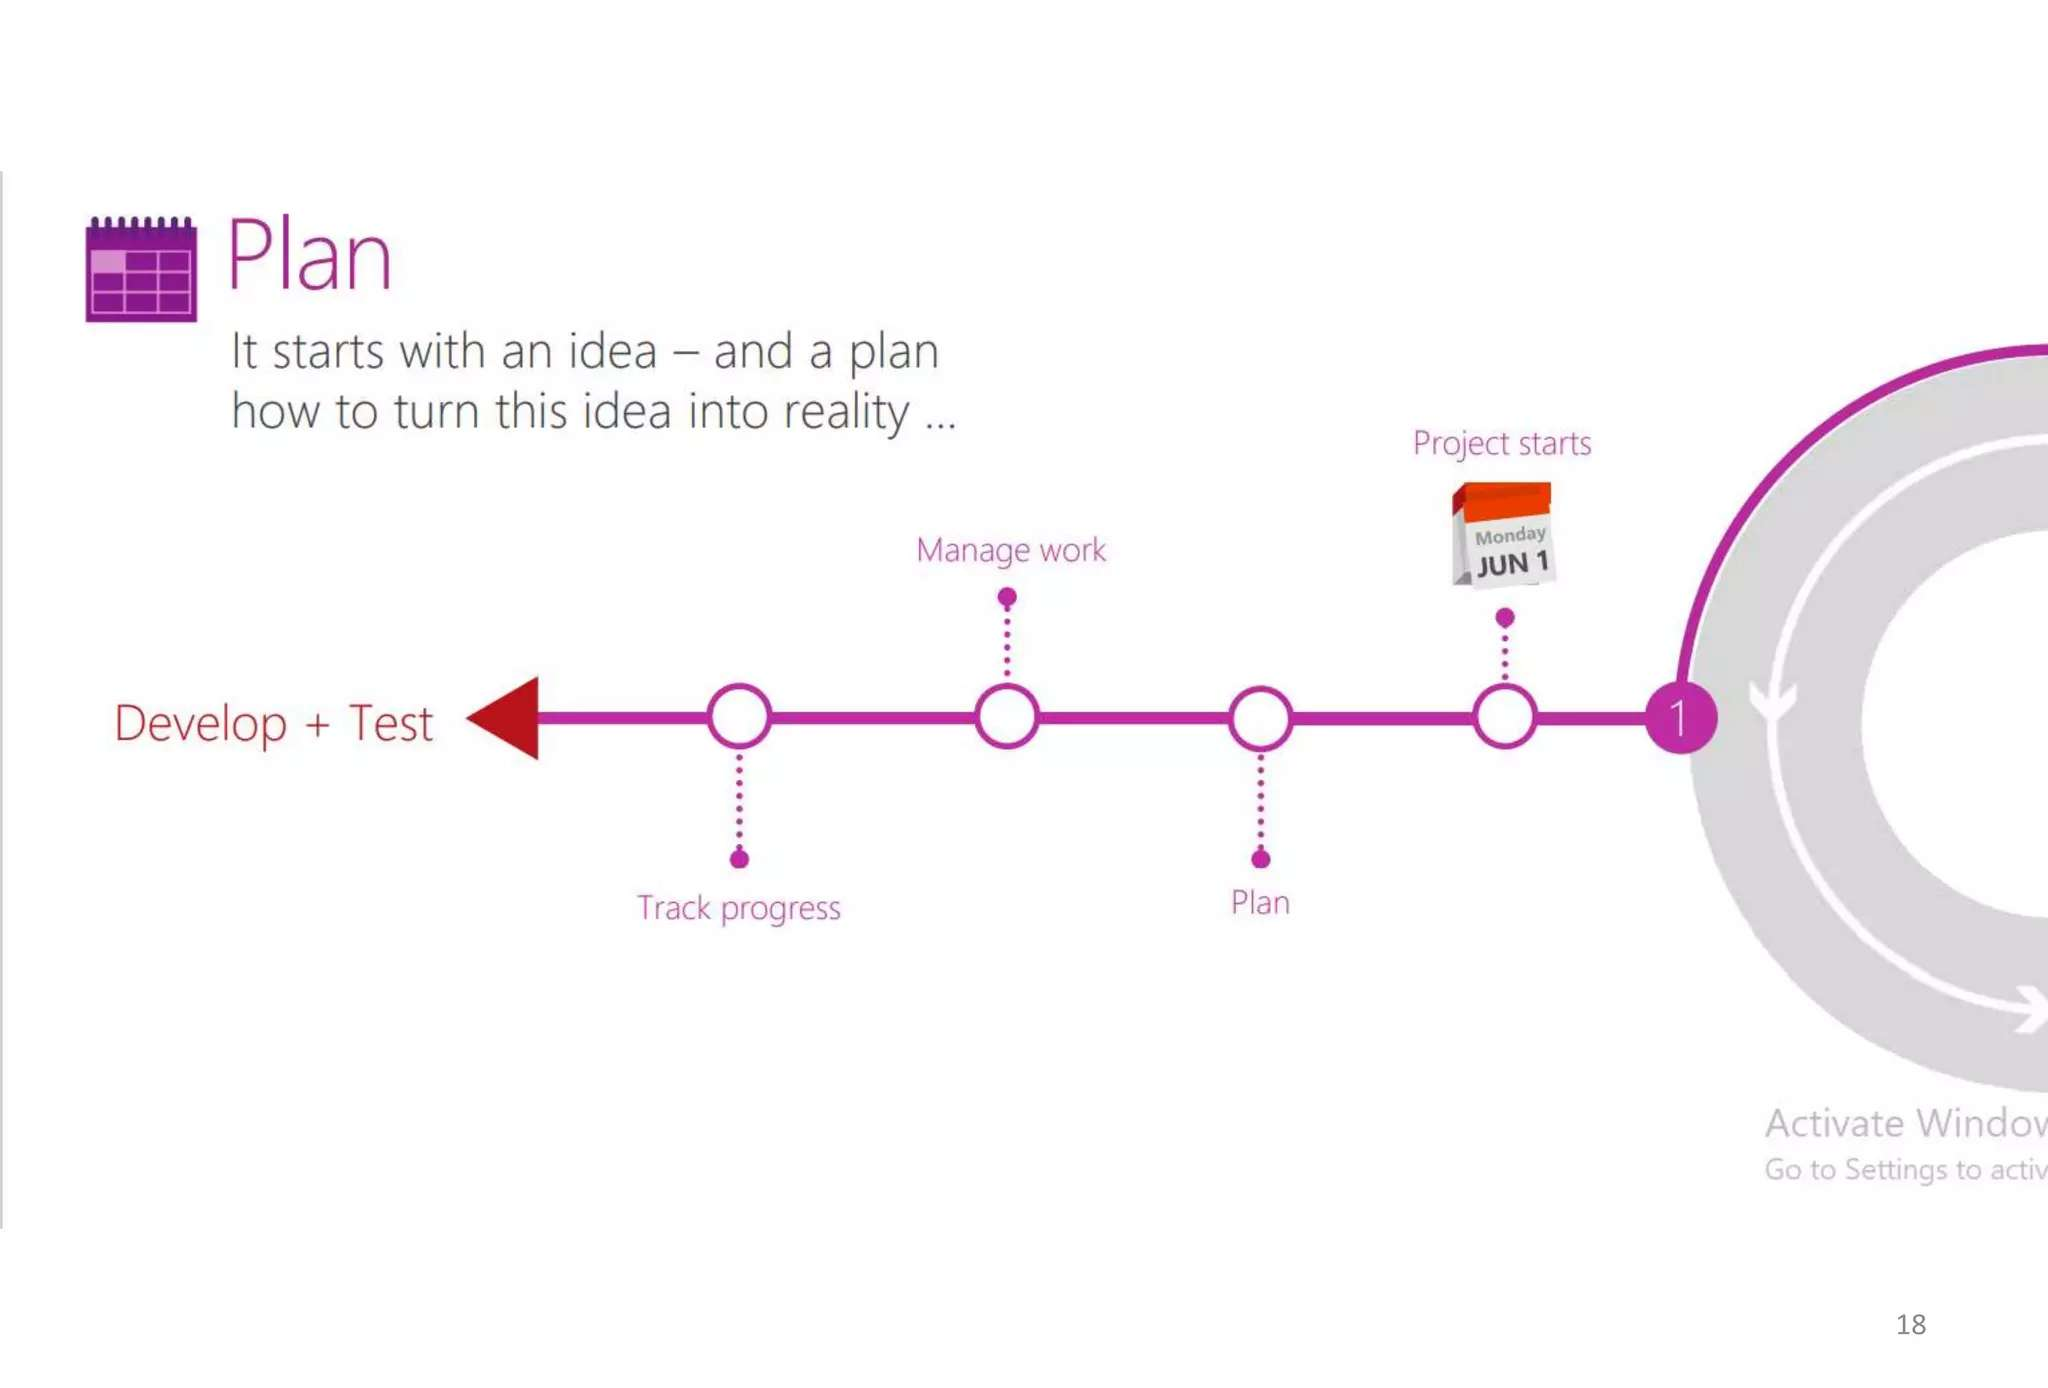 Plan
It starts with an idea – and a plan
how to turn this idea into reality ...
Project starts
Monday
JUN 1
Manage work
Develop + Test
1
Track progress
Plan
Activate Window
Go to Settings to activ
18